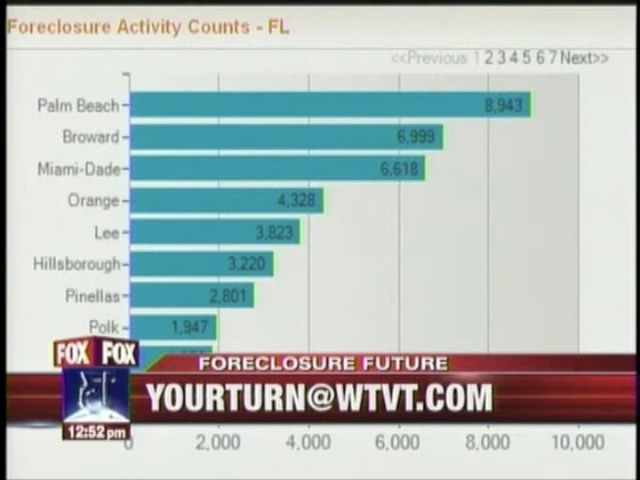 Foreclosure Activity Counts - FL
<<Previous 1 2 3 4 5 6 7 Next>>
Palm Beach 8,943
Broward 6,999
Miami-Dade 6,618
Orange 4,328
Lee 3,823
Hillsborough 3,220
Pinellas 2,801
Polk 1,947
FOX FOX
FORECLOSURE FUTURE
YOURTURN@WTVT.COM
12:52 pm
0 2,000 4,000 6,000 8,000 10,000